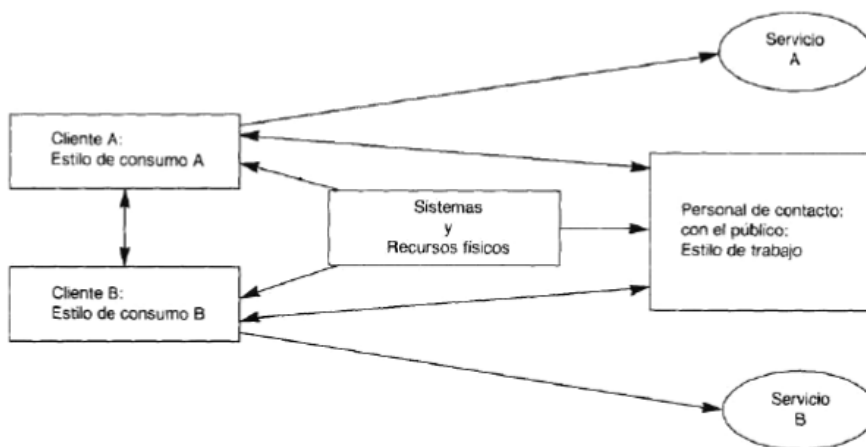 Servicio
A
Cliente A:
Estilo de consumo A
Sistemas
y
Recursos físicos
Personal de contacto:
con el público:
Estilo de trabajo
Cliente B:
Estilo de consumo B
Servicio
B